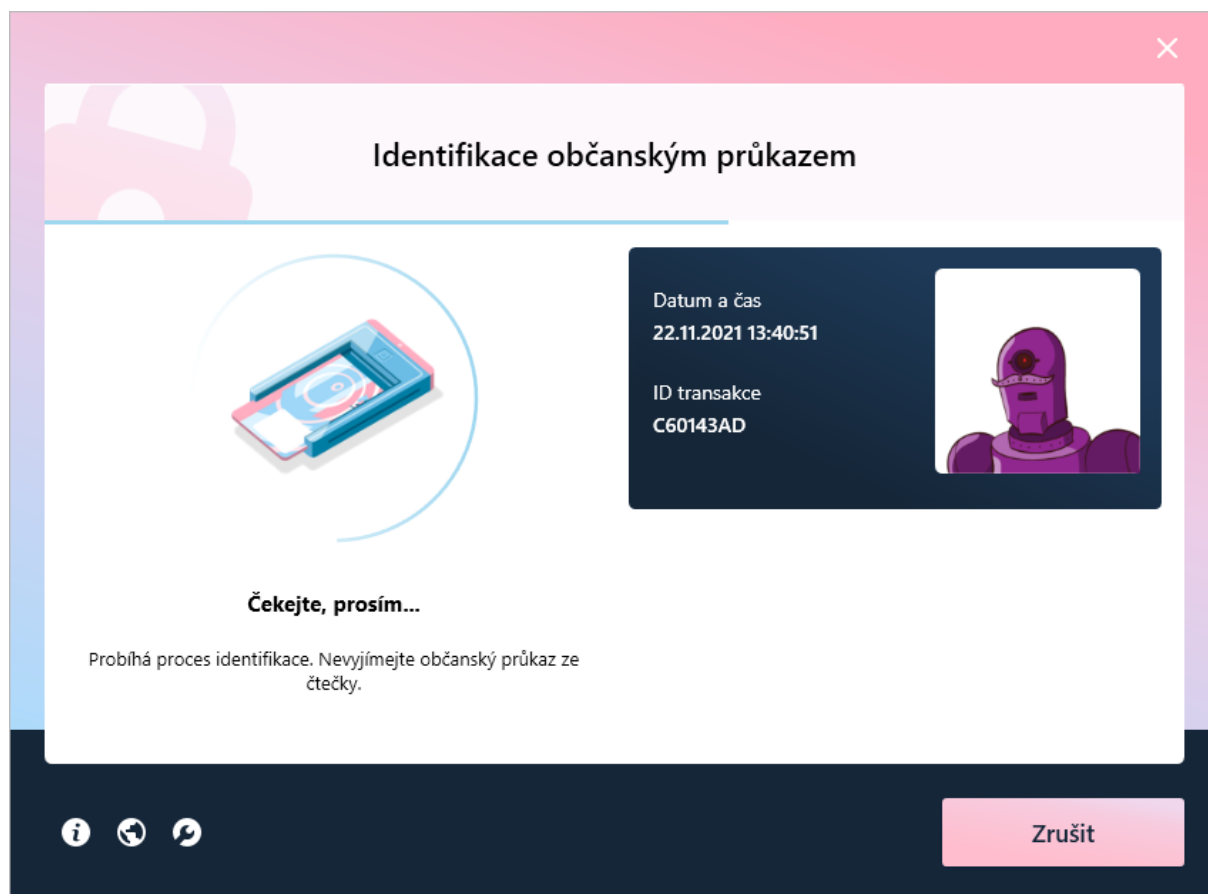 Identifikace občanským průkazem
Datum a čas
22.11.2021 13:40:51
ID transakce
C60143AD
Čekejte, prosím...
Probíhá proces identifikace. Nevyjímejte občanský průkaz ze
čtečky.
Zrušit